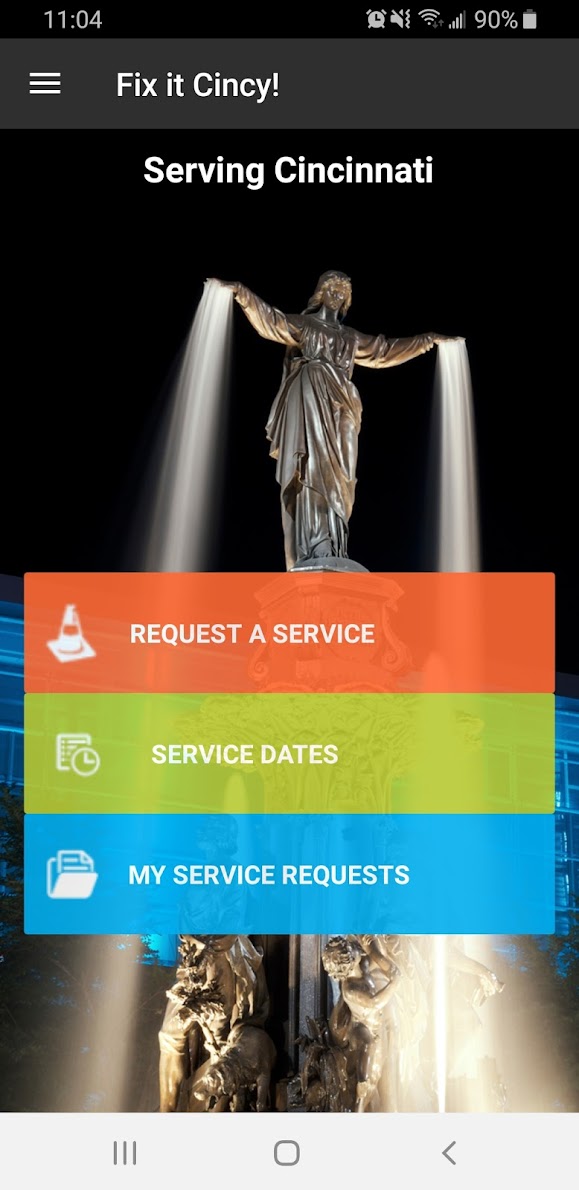 11:04 90%
Fix it Cincy!
Serving Cincinnati
REQUEST A SERVICE
SERVICE DATES
MY SERVICE REQUESTS